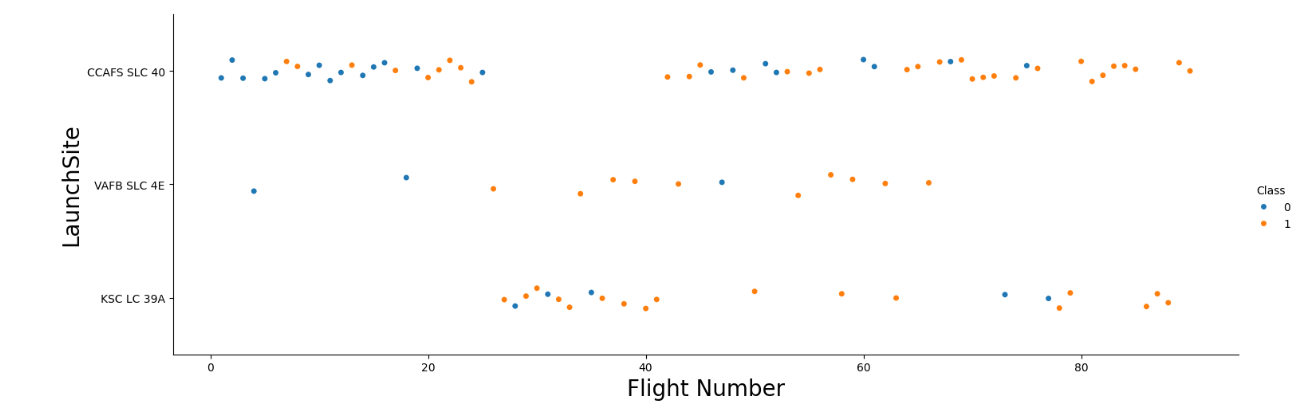 LaunchSite
CCAFS SLC 40
VAFB SLC 4E
KSC LC 39A
0 20 40 60 80
Flight Number
Class
0
1